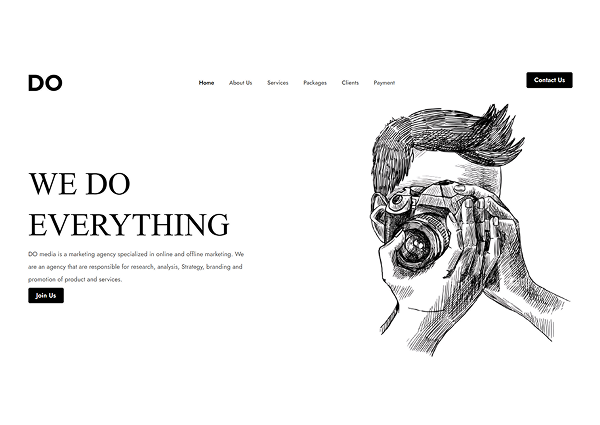 DO
Home
About Us
Services
Packages
Clients
Payment
Contact Us
WE DO
EVERYTHING
DO media is a marketing agency specialized in online and offline marketing. We
are an agency that are responsible for research, analysis, Strategy, branding and
promotion of product and services.
Join Us